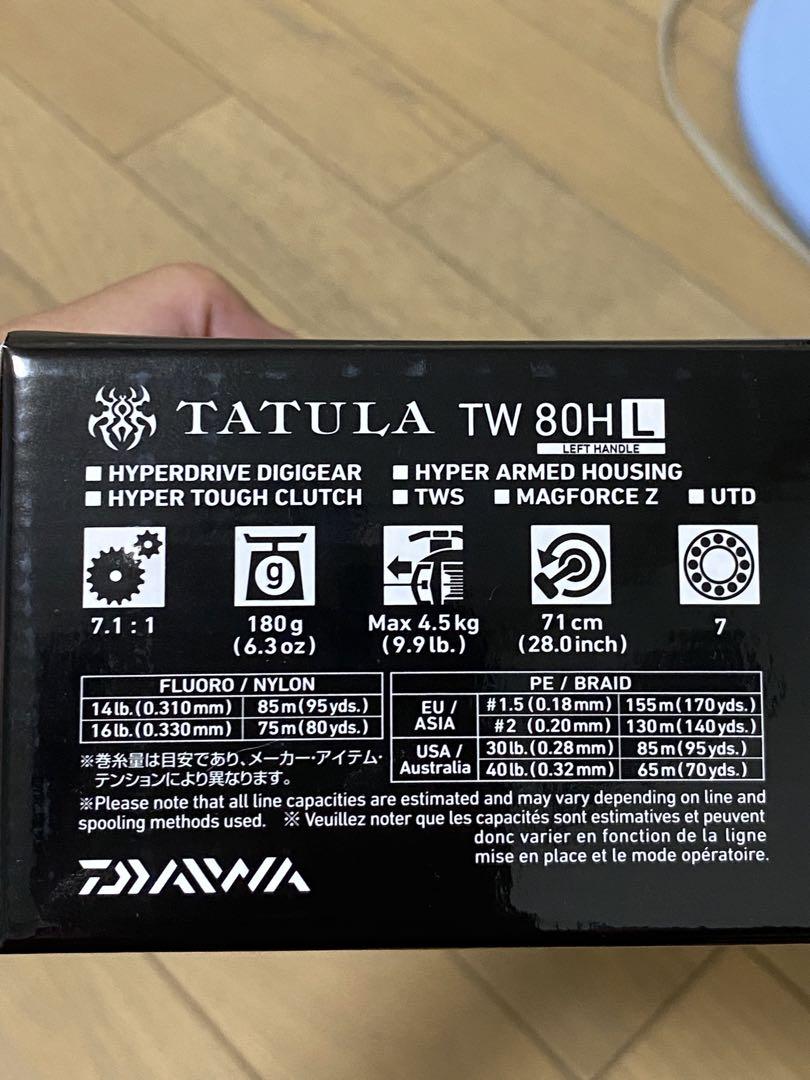 TATULA TW 80H L
LEFT HANDLE
■ HYPERDRIVE DIGIGEAR ■ HYPER ARMED HOUSING
■ HYPER TOUGH CLUTCH ■ TWS ■ MAGFORCE Z ■ UTD
g
7.1 : 1
180g
(6.3oz)
Max 4.5kg
(9.9lb.)
71cm
(28.0inch)
7
FLUORO / NYLON
14lb.(0.310mm) 85m(95yds.)
16lb.(0.330mm) 75m(80yds.)
PE / BRAID
EU /
ASIA
#1.5(0.18mm) 155m(170yds.)
#2 (0.20mm) 130m(140yds.)
USA /
Australia
30lb.(0.28mm) 85m(95yds.)
40lb.(0.32mm) 65m(70yds.)
※巻糸量は目安であり、メーカー・アイテム・
テンションにより異なります。
※Please note that all line capacities are estimated and may vary depending on line and
spooling methods used. ※ Veuillez noter que les capacités sont estimatives et peuvent
donc varier en fonction de la ligne
mise en place et le mode opératoire.
DAIWA